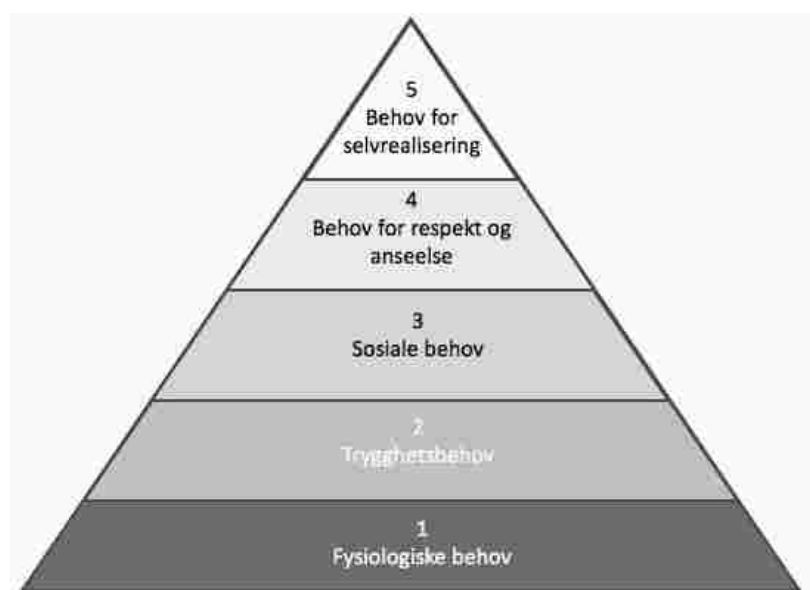 5
Behov for
selvrealisering
4
Behov for respekt og
anseelse
3
Sosiale behov
2
Trygghetsbehov
1
Fysiologiske behov